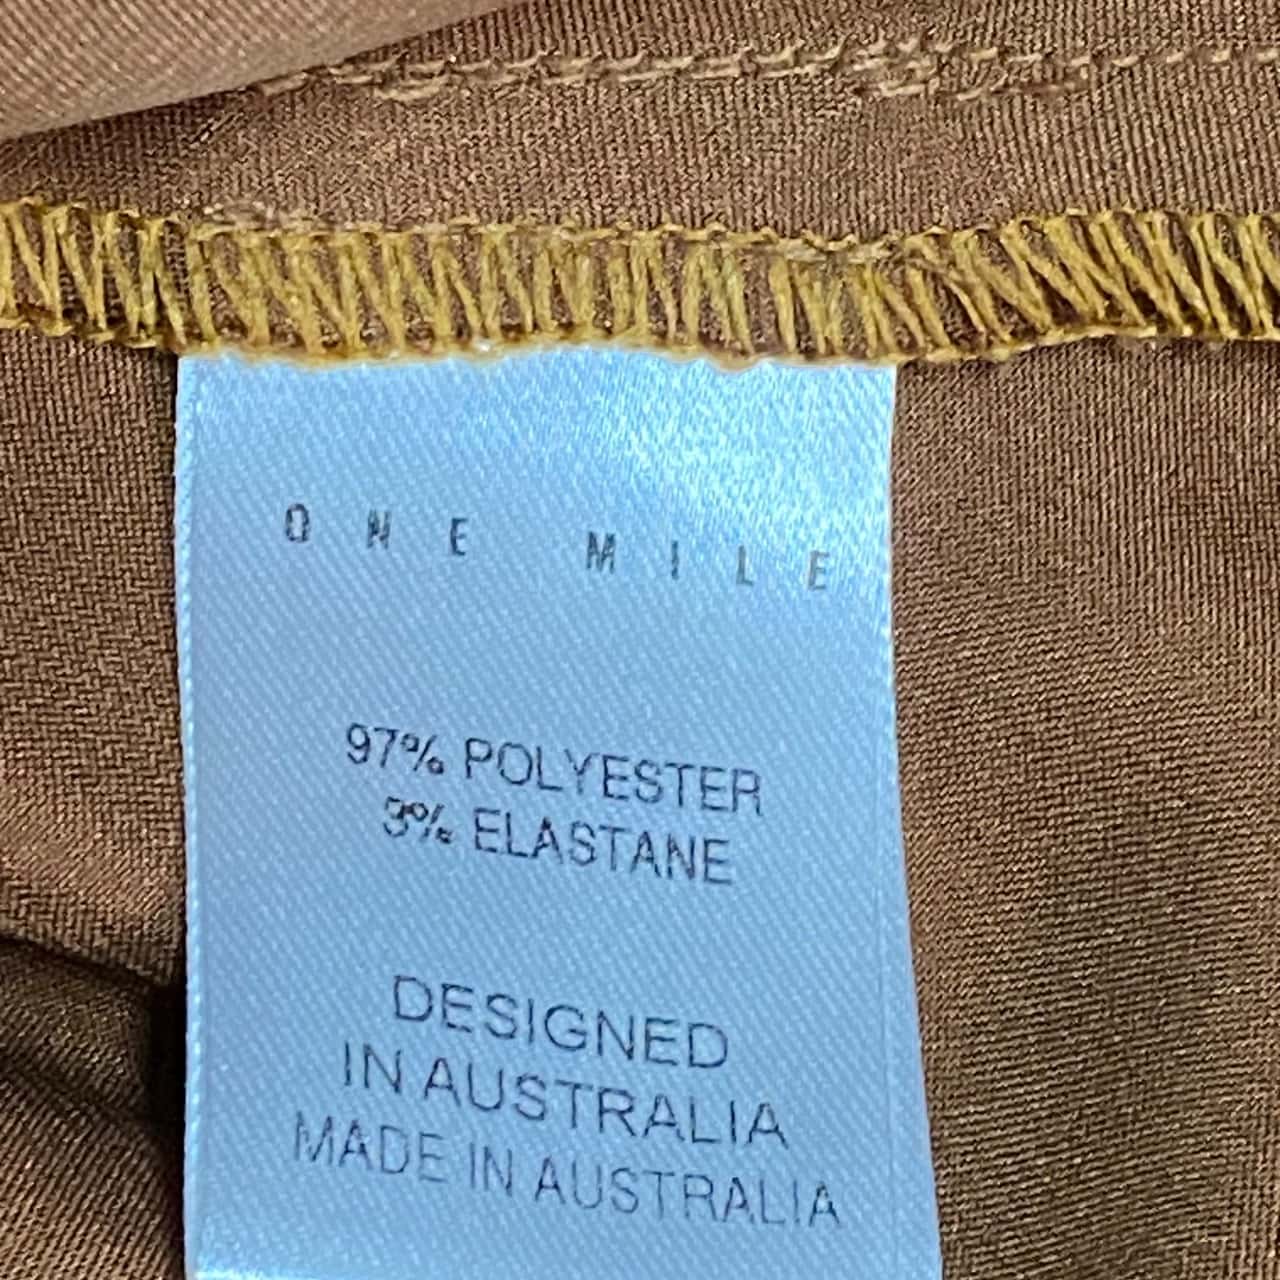 ONE MILE
97% POLYESTER
3% ELASTANE
DESIGNED
IN AUSTRALIA
MADE IN AUSTRALIA